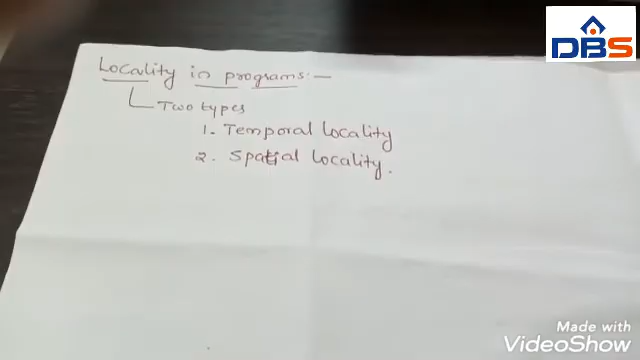 DBS
Locality in programs:-
Two types
1. Temporal locality
2. Spatial locality.
Made with
VideoShow